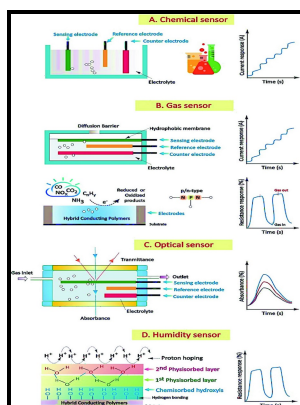 A. Chemical sensor
Sensing electrode
Reference electrode
Counter electrode
Electrolyte
Current response (A)
Time (s)
B. Gas sensor
Diffusion Barrier
Hydrophobic membrane
Sensing electrode
Reference electrode
Counter electrode
Electrolyte
Current response (A)
Time (s)
CO
NO2 CO2 CnHy
NH3
e-
Reduced or
Oxidized
products
Hybrid Conducting Polymers
Electrodes
Substrate
p/n-type
N P N
Gas out
Gas in
Resistance response (Ω)
Time (s)
C. Optical sensor
Tranmittance
Gas inlet
Outlet
Sensing electrode
Reference electrode
Counter electrode
Electrolyte
Absorbance
Absorbance (%)
Time (s)
D. Humidity sensor
H+ H+ H+ H+ H+ H+
Proton hoping
2nd Physisorbed layer
1st Physisorbed layer
Chemisorbed hydroxyls
Hydrogen bonding
Hybrid Conducting Polymers
Resistance response (Ω)
Time (s)